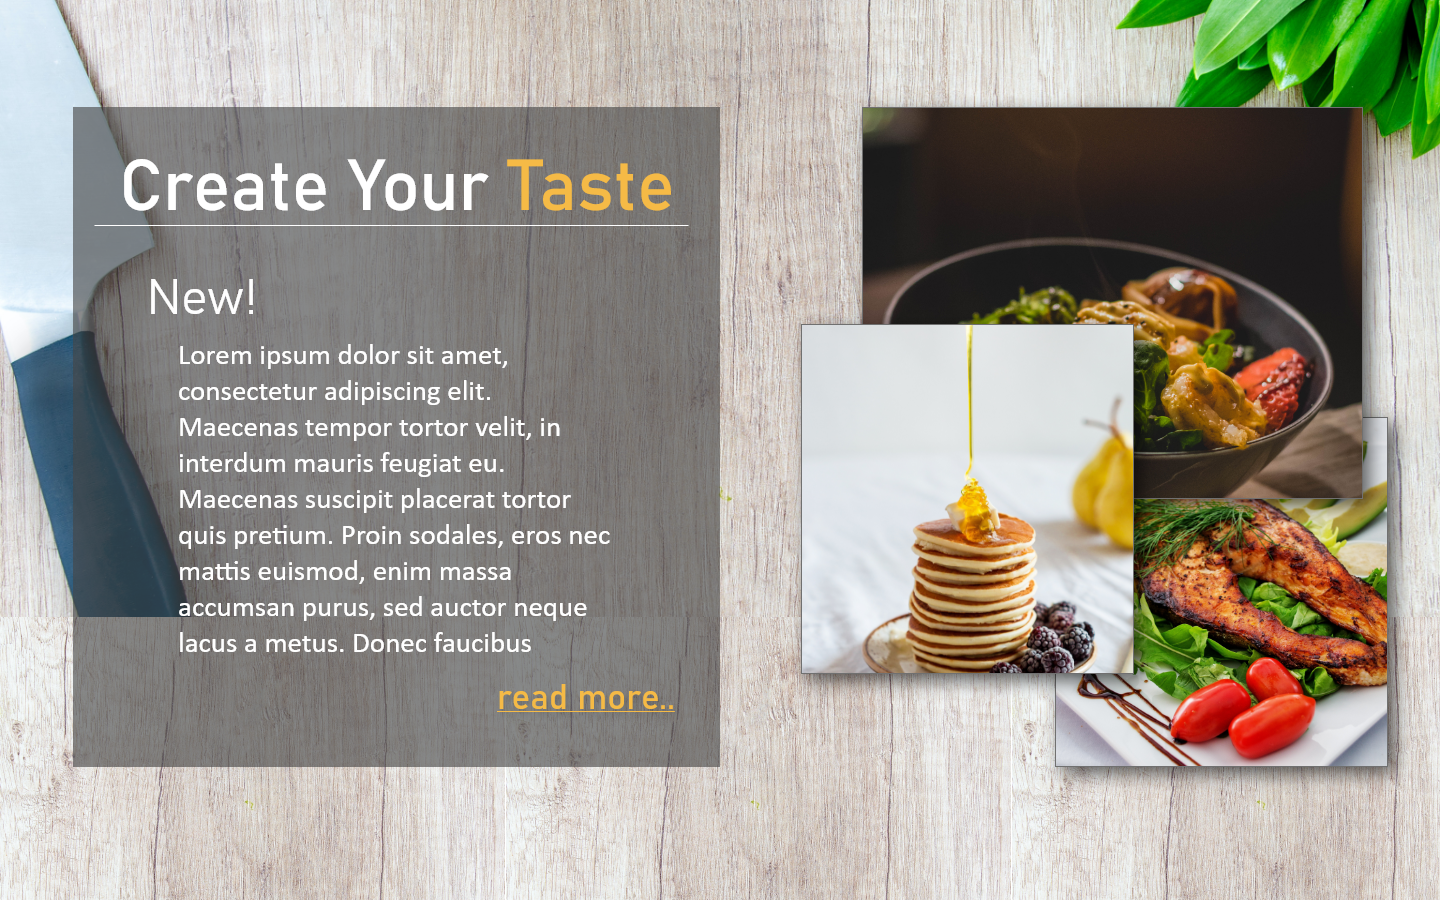 Create Your Taste
New!
Lorem ipsum dolor sit amet,
consectetur adipiscing elit.
Maecenas tempor tortor velit, in
interdum mauris feugiat eu.
Maecenas suscipit placerat tortor
quis pretium. Proin sodales, eros nec
mattis euismod, enim massa
accumsan purus, sed auctor neque
lacus a metus. Donec faucibus
read more..